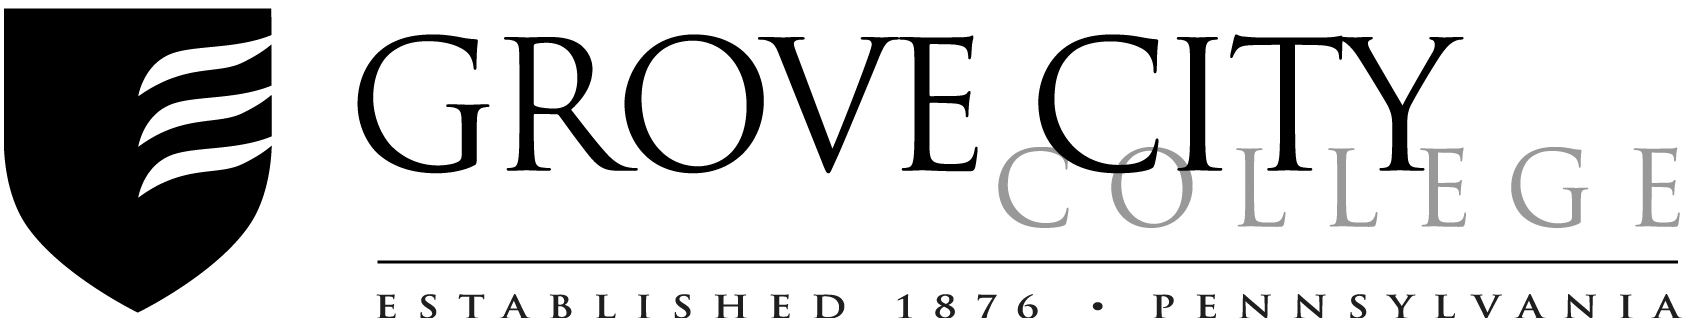 GROVE CITY
COLLEGE
ESTABLISHED 1876 • PENNSYLVANIA